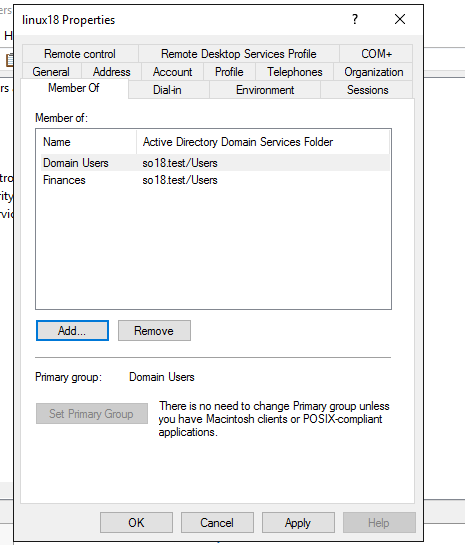 ers
linux18 Properties
H
Remote control Remote Desktop Services Profile COM+
General Address Account Profile Telephones Organization
Member Of Dial-in Environment Sessions
Member of:
Name Active Directory Domain Services Folder
Domain Users so18.test/Users
Finances so18.test/Users
Add... Remove
Primary group: Domain Users
Set Primary Group
There is no need to change Primary group unless
you have Macintosh clients or POSIX-compliant
applications.
OK Cancel Apply Help